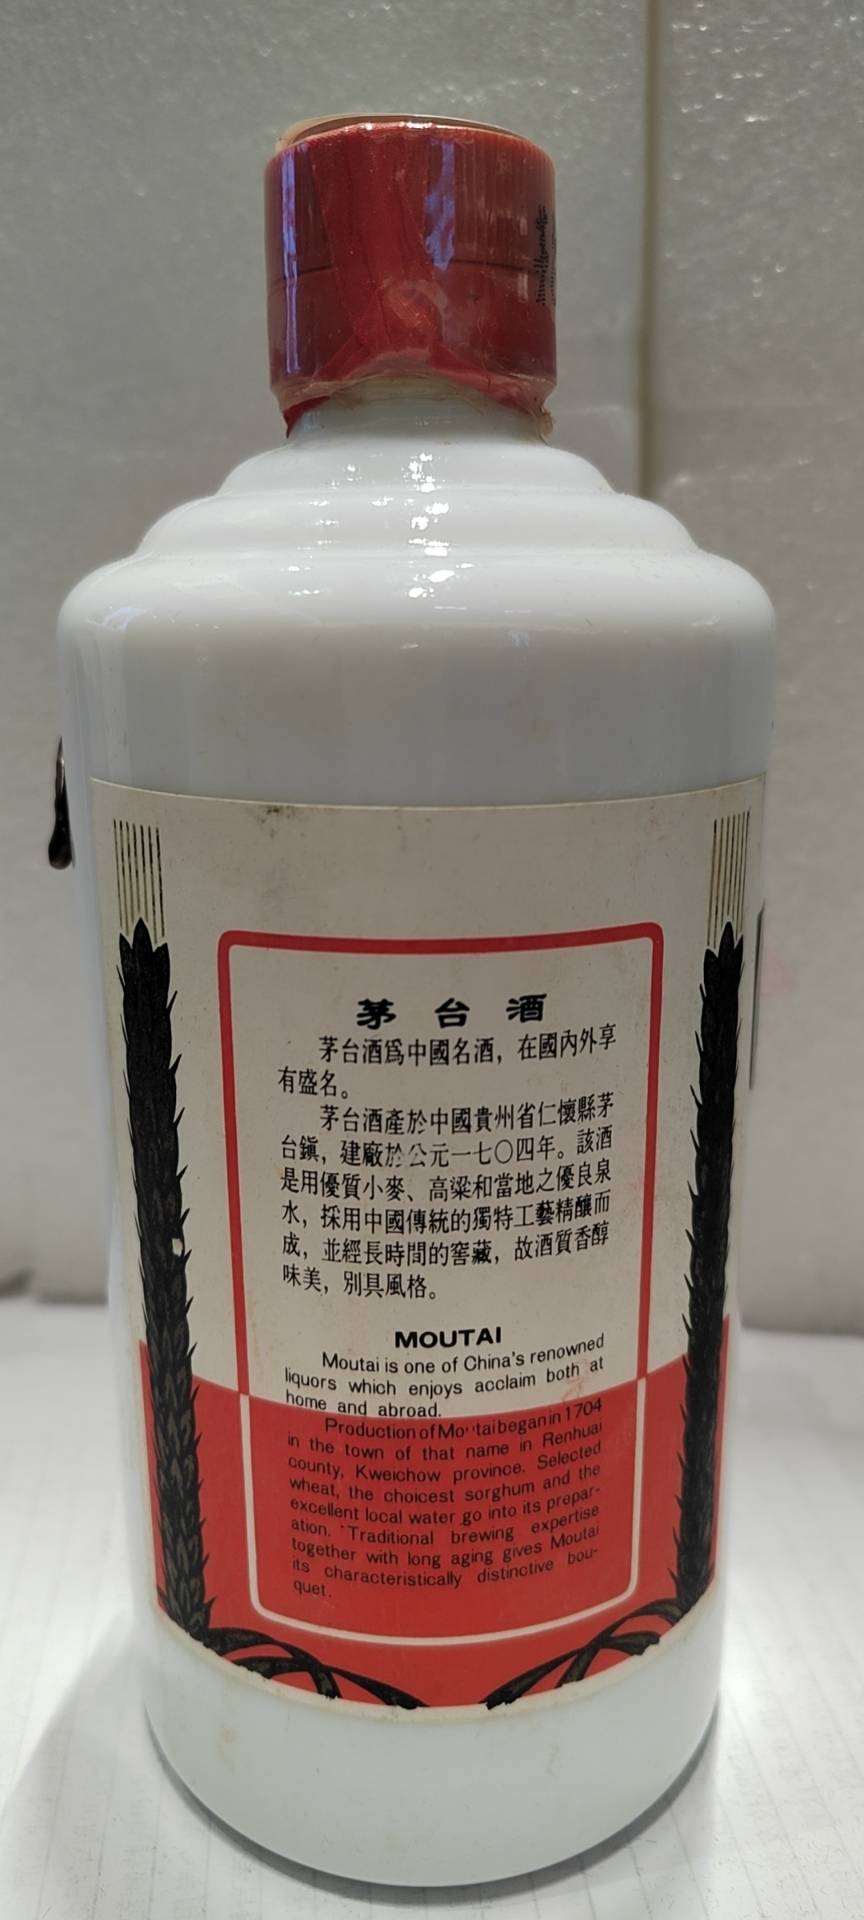 茅台酒
茅台酒爲中國名酒，在國內外享
有盛名。
茅台酒產於中國貴州省仁懷縣茅
台鎮，建廠於公元一七〇四年。該酒
是用優質小麥、高粱和當地之優良泉
水，採用中國傳統的獨特工藝精釀而
成，並經長時間的窖藏，故酒質香醇
味美，別具風格。
MOUTAI
Moutai is one of China's renowned
liquors which enjoys acclaim both at
home and abroad.
Production of Moutai began in 1704
in the town of that name in Renhuai
county, Kweichow province. Selected
wheat, the choicest sorghum and the
excellent local water go into its prepar-
ation. Traditional brewing expertise
together with long aging gives Moutai
its characteristically distinctive bou-
quet.